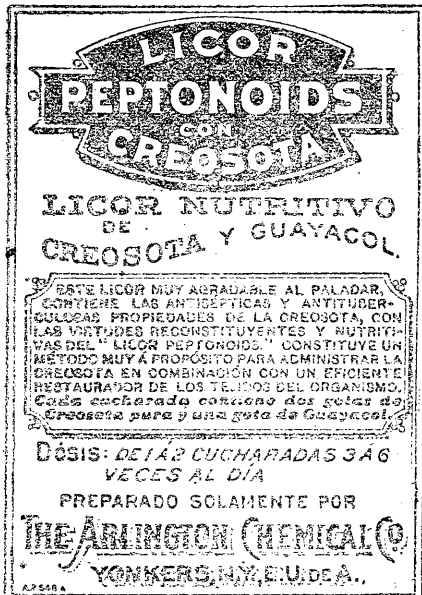 LICOR
PEPTONOIDS
CON
CREOSOTA
LICOR NUTRITIVO
DE
CREOSOTA Y GUAYACOL.
ESTE LICOR MUY AGRADABLE AL PALADAR,
CONTIENE LAS ANTISÉPTICAS Y ANTITUBER-
CULOSAS PROPIEDADES DE LA CREOSOTA, CON
LAS VIRTUDES RECONSTITUYENTES Y NUTRITI-
VAS DEL "LICOR PEPTONOIDS." CONSTITUYE UN
MÉTODO MUY Á PROPÓSITO PARA ADMINISTRAR LA
CREOSOTA EN COMBINACIÓN CON UN EFICIENTE
RESTAURADOR DE LOS TEJIDOS DEL ORGANISMO.
Cada cucharada contiene dos gotas de
Creosota pura y una gota de Guayacol.
DÓSIS: DE 1 Á 2 CUCHARADAS 3 Á 6
VECES AL DÍA
PREPARADO SOLAMENTE POR
THE ARLINGTON CHEMICAL CO.
YONKERS, N.Y., E.U. DE A.,